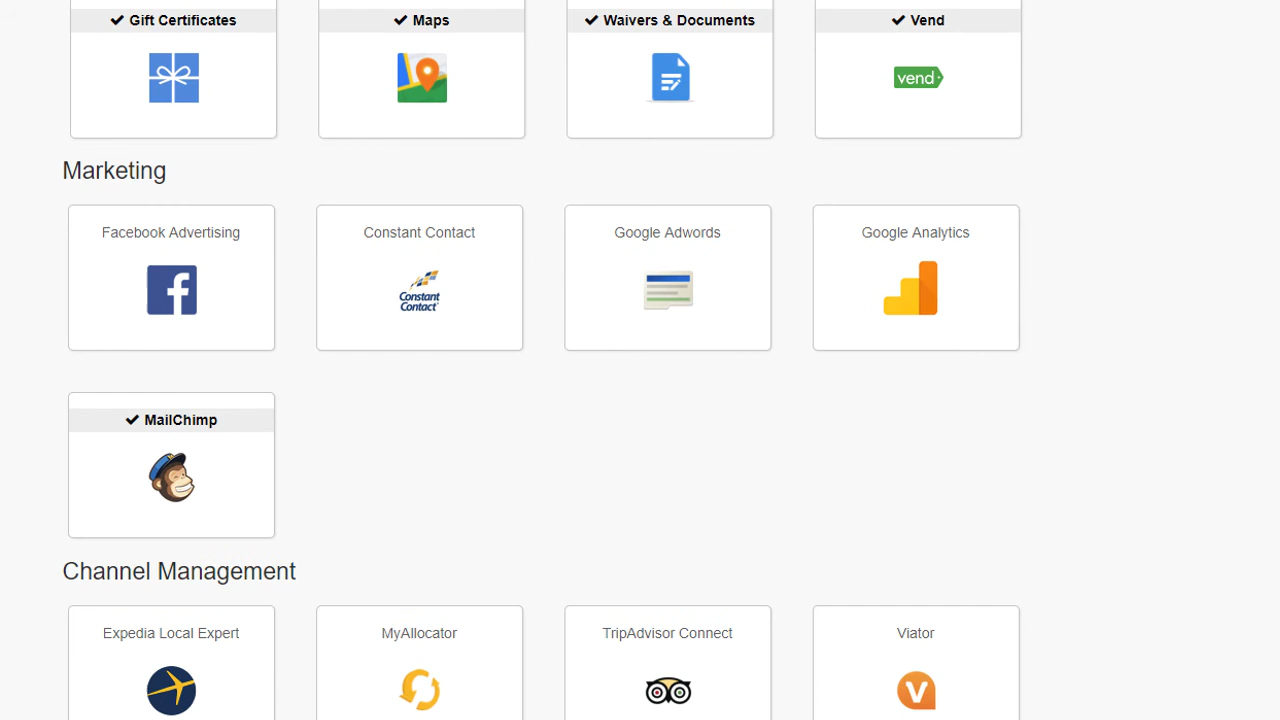 ✔ Gift Certificates
✔ Maps
✔ Waivers & Documents
✔ Vend
vend
Marketing
Facebook Advertising
Constant Contact
Google Adwords
Google Analytics
Constant
Contact
✔ MailChimp
Channel Management
Expedia Local Expert
MyAllocator
TripAdvisor Connect
Viator